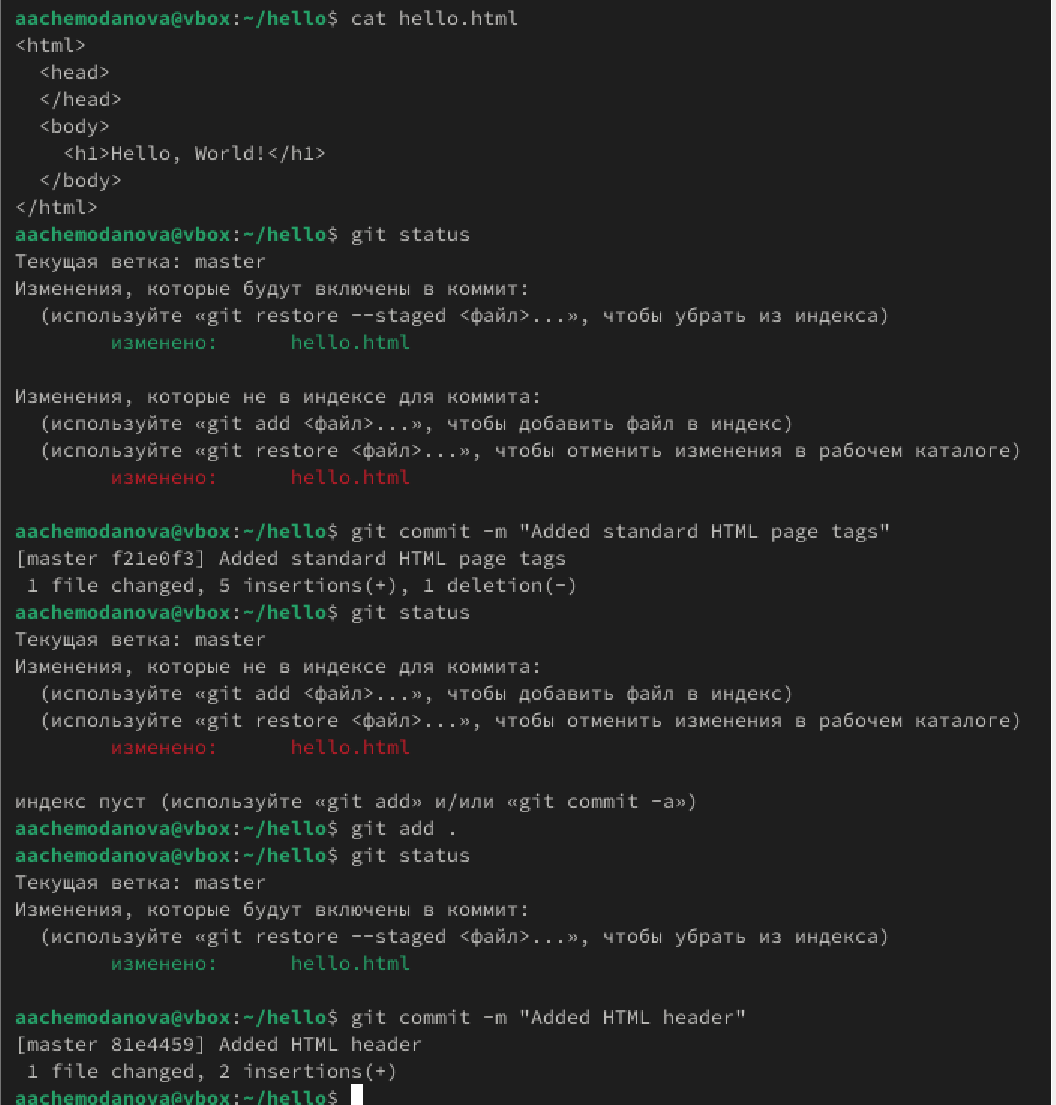 aachemodanova@vbox:~/hello$ cat hello.html
<html>
  <head>
  </head>
  <body>
    <h1>Hello, World!</h1>
  </body>
</html>
aachemodanova@vbox:~/hello$ git status
Текущая ветка: master
Изменения, которые будут включены в коммит:
  (используйте «git restore --staged <файл>...», чтобы убрать из индекса)
        изменено:      hello.html

Изменения, которые не в индексе для коммита:
  (используйте «git add <файл>...», чтобы добавить файл в индекс)
  (используйте «git restore <файл>...», чтобы отменить изменения в рабочем каталоге)
        изменено:      hello.html

aachemodanova@vbox:~/hello$ git commit -m "Added standard HTML page tags"
[master f21e0f3] Added standard HTML page tags
 1 file changed, 5 insertions(+), 1 deletion(-)
aachemodanova@vbox:~/hello$ git status
Текущая ветка: master
Изменения, которые не в индексе для коммита:
  (используйте «git add <файл>...», чтобы добавить файл в индекс)
  (используйте «git restore <файл>...», чтобы отменить изменения в рабочем каталоге)
        изменено:      hello.html

индекс пуст (используйте «git add» и/или «git commit -a»)
aachemodanova@vbox:~/hello$ git add .
aachemodanova@vbox:~/hello$ git status
Текущая ветка: master
Изменения, которые будут включены в коммит:
  (используйте «git restore --staged <файл>...», чтобы убрать из индекса)
        изменено:      hello.html

aachemodanova@vbox:~/hello$ git commit -m "Added HTML header"
[master 81e4459] Added HTML header
 1 file changed, 2 insertions(+)
aachemodanova@vbox:~/hello$